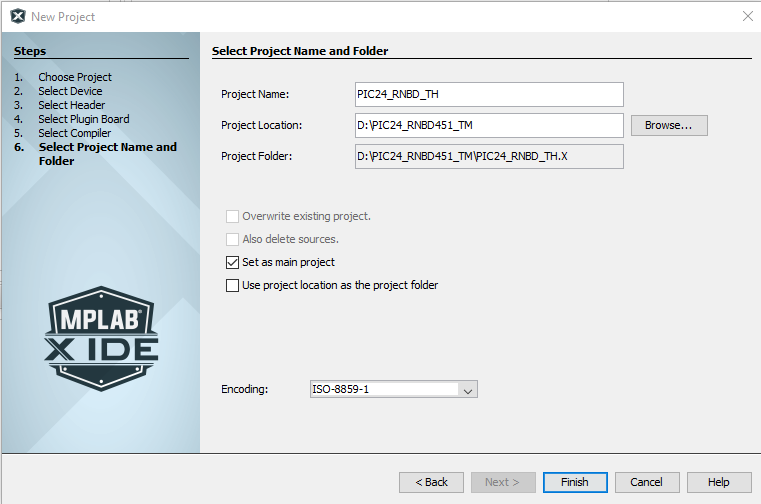 New Project
Steps
1. Choose Project
2. Select Device
3. Select Header
4. Select Plugin Board
5. Select Compiler
6. Select Project Name and
Folder
MPLAB®
X IDE
Select Project Name and Folder
Project Name: PIC24_RNBD_TH
Project Location: D:\PIC24_RNBD451_TM Browse...
Project Folder: D:\PIC24_RNBD451_TM\PIC24_RNBD_TH.X
Overwrite existing project.
Also delete sources.
Set as main project
Use project location as the project folder
Encoding: ISO-8859-1
< Back Next > Finish Cancel Help